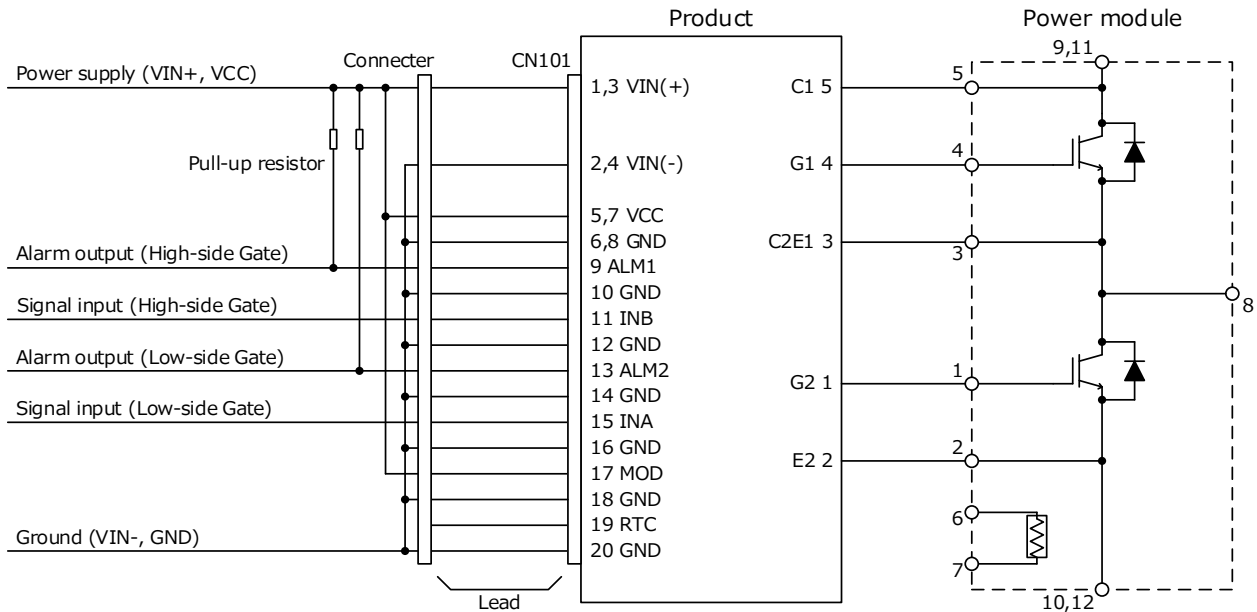 Product
Power module
Connecter
CN101
9,11
Power supply (VIN+, VCC)
1,3 VIN(+)
C1 5
5
Pull-up resistor
2,4 VIN(-)
G1 4
4
5,7 VCC
Alarm output (High-side Gate)
6,8 GND
C2E1 3
3
9 ALM1
Signal input (High-side Gate)
10 GND
8
11 INB
Alarm output (Low-side Gate)
12 GND
13 ALM2
G2 1
1
Signal input (Low-side Gate)
14 GND
15 INA
16 GND
E2 2
2
17 MOD
18 GND
6
Ground (VIN-, GND)
19 RTC
20 GND
7
Lead
10,12